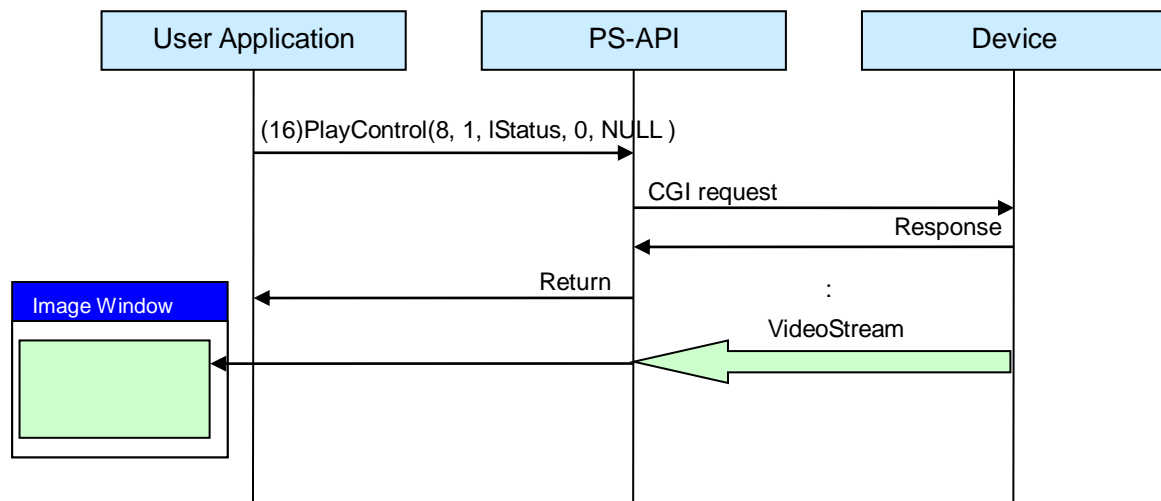 User Application
PS-API
Device
(16)PlayControl(8, 1, lStatus, 0, NULL )
CGI request
Response
Return
:
Image Window
VideoStream